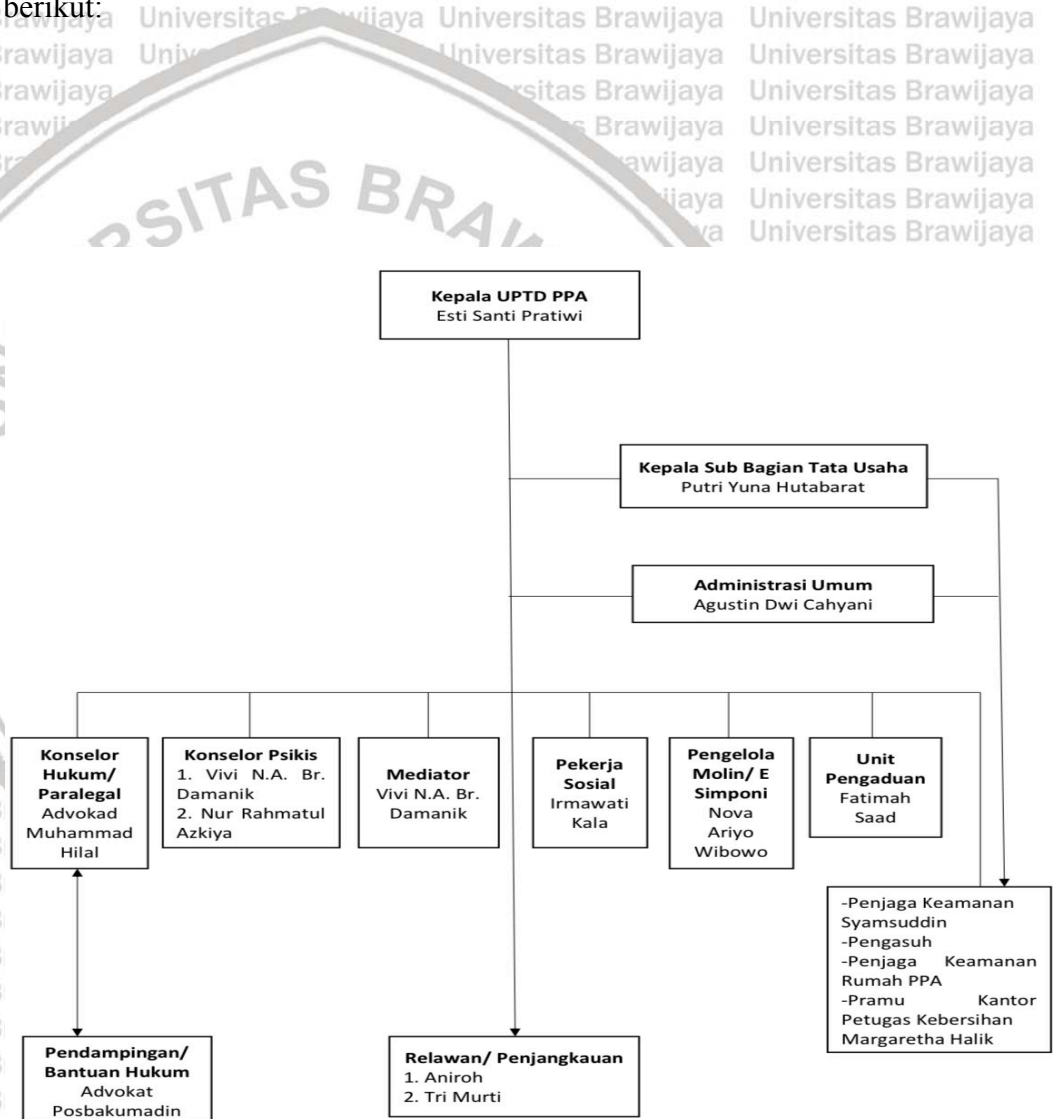 berikut:
rawijaya Universitas Brawijaya Universitas Brawijaya Universitas Brawijaya
rawijaya Universitas Brawijaya Universitas Brawijaya
rawijaya Brawijaya Universitas Brawijaya
Brawijaya Universitas Brawijaya
Universitas Brawijaya
Universitas Brawijaya
Universitas Brawijaya
Kepala UPTD PPA
Esti Santi Pratiwi
Kepala Sub Bagian Tata Usaha
Putri Yuna Hutabarat
Administrasi Umum
Agustin Dwi Cahyani
Konselor
Hukum/
Paralegal
Advokad
Muhammad
Hilal
Konselor Psikis
1. Vivi N.A. Br.
Damanik
2. Nur Rahmatul
Azkiya
Mediator
Vivi N.A. Br.
Damanik
Pekerja
Sosial
Irmawati
Kala
Pengelola
Molin/ E
Simponi
Nova
Ariyo
Wibowo
Unit
Pengaduan
Fatimah
Saad
-Penjaga Keamanan
Syamsuddin
-Pengasuh
-Penjaga Keamanan
Rumah PPA
-Pramu Kantor
Petugas Kebersihan
Margaretha Halik
Pendampingan/
Bantuan Hukum
Advokat
Posbakumadin
Relawan/ Penjangkauan
1. Aniroh
2. Tri Murti